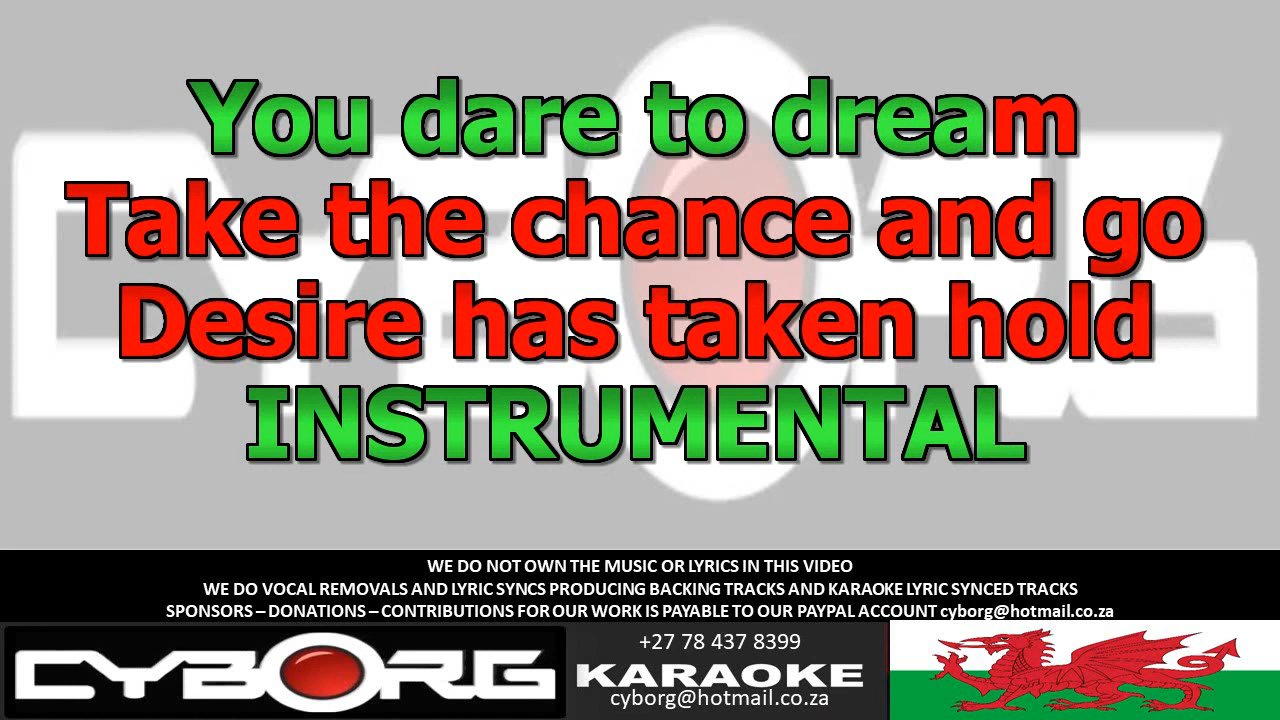 You dare to dream
Take the chance and go
Desire has taken hold
INSTRUMENTAL
WE DO NOT OWN THE MUSIC OR LYRICS IN THIS VIDEO
WE DO VOCAL REMOVALS AND LYRIC SYNCS PRODUCING BACKING TRACKS AND KARAOKE LYRIC SYNCED TRACKS
SPONSORS – DONATIONS – CONTRIBUTIONS FOR OUR WORK IS PAYABLE TO OUR PAYPAL ACCOUNT cyborg@hotmail.co.za
CYBORG
+27 78 437 8399
KARAOKE
cyborg@hotmail.co.za